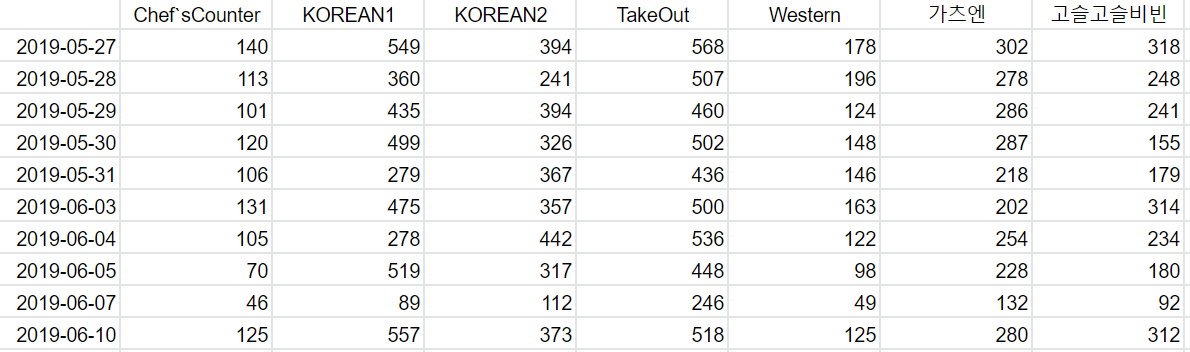 Chef`sCounter KOREAN1 KOREAN2 TakeOut Western 가츠엔 고슬고슬비빈
2019-05-27 140 549 394 568 178 302 318
2019-05-28 113 360 241 507 196 278 248
2019-05-29 101 435 394 460 124 286 241
2019-05-30 120 499 326 502 148 287 155
2019-05-31 106 279 367 436 146 218 179
2019-06-03 131 475 357 500 163 202 314
2019-06-04 105 278 442 536 122 254 234
2019-06-05 70 519 317 448 98 228 180
2019-06-07 46 89 112 246 49 132 92
2019-06-10 125 557 373 518 125 280 312